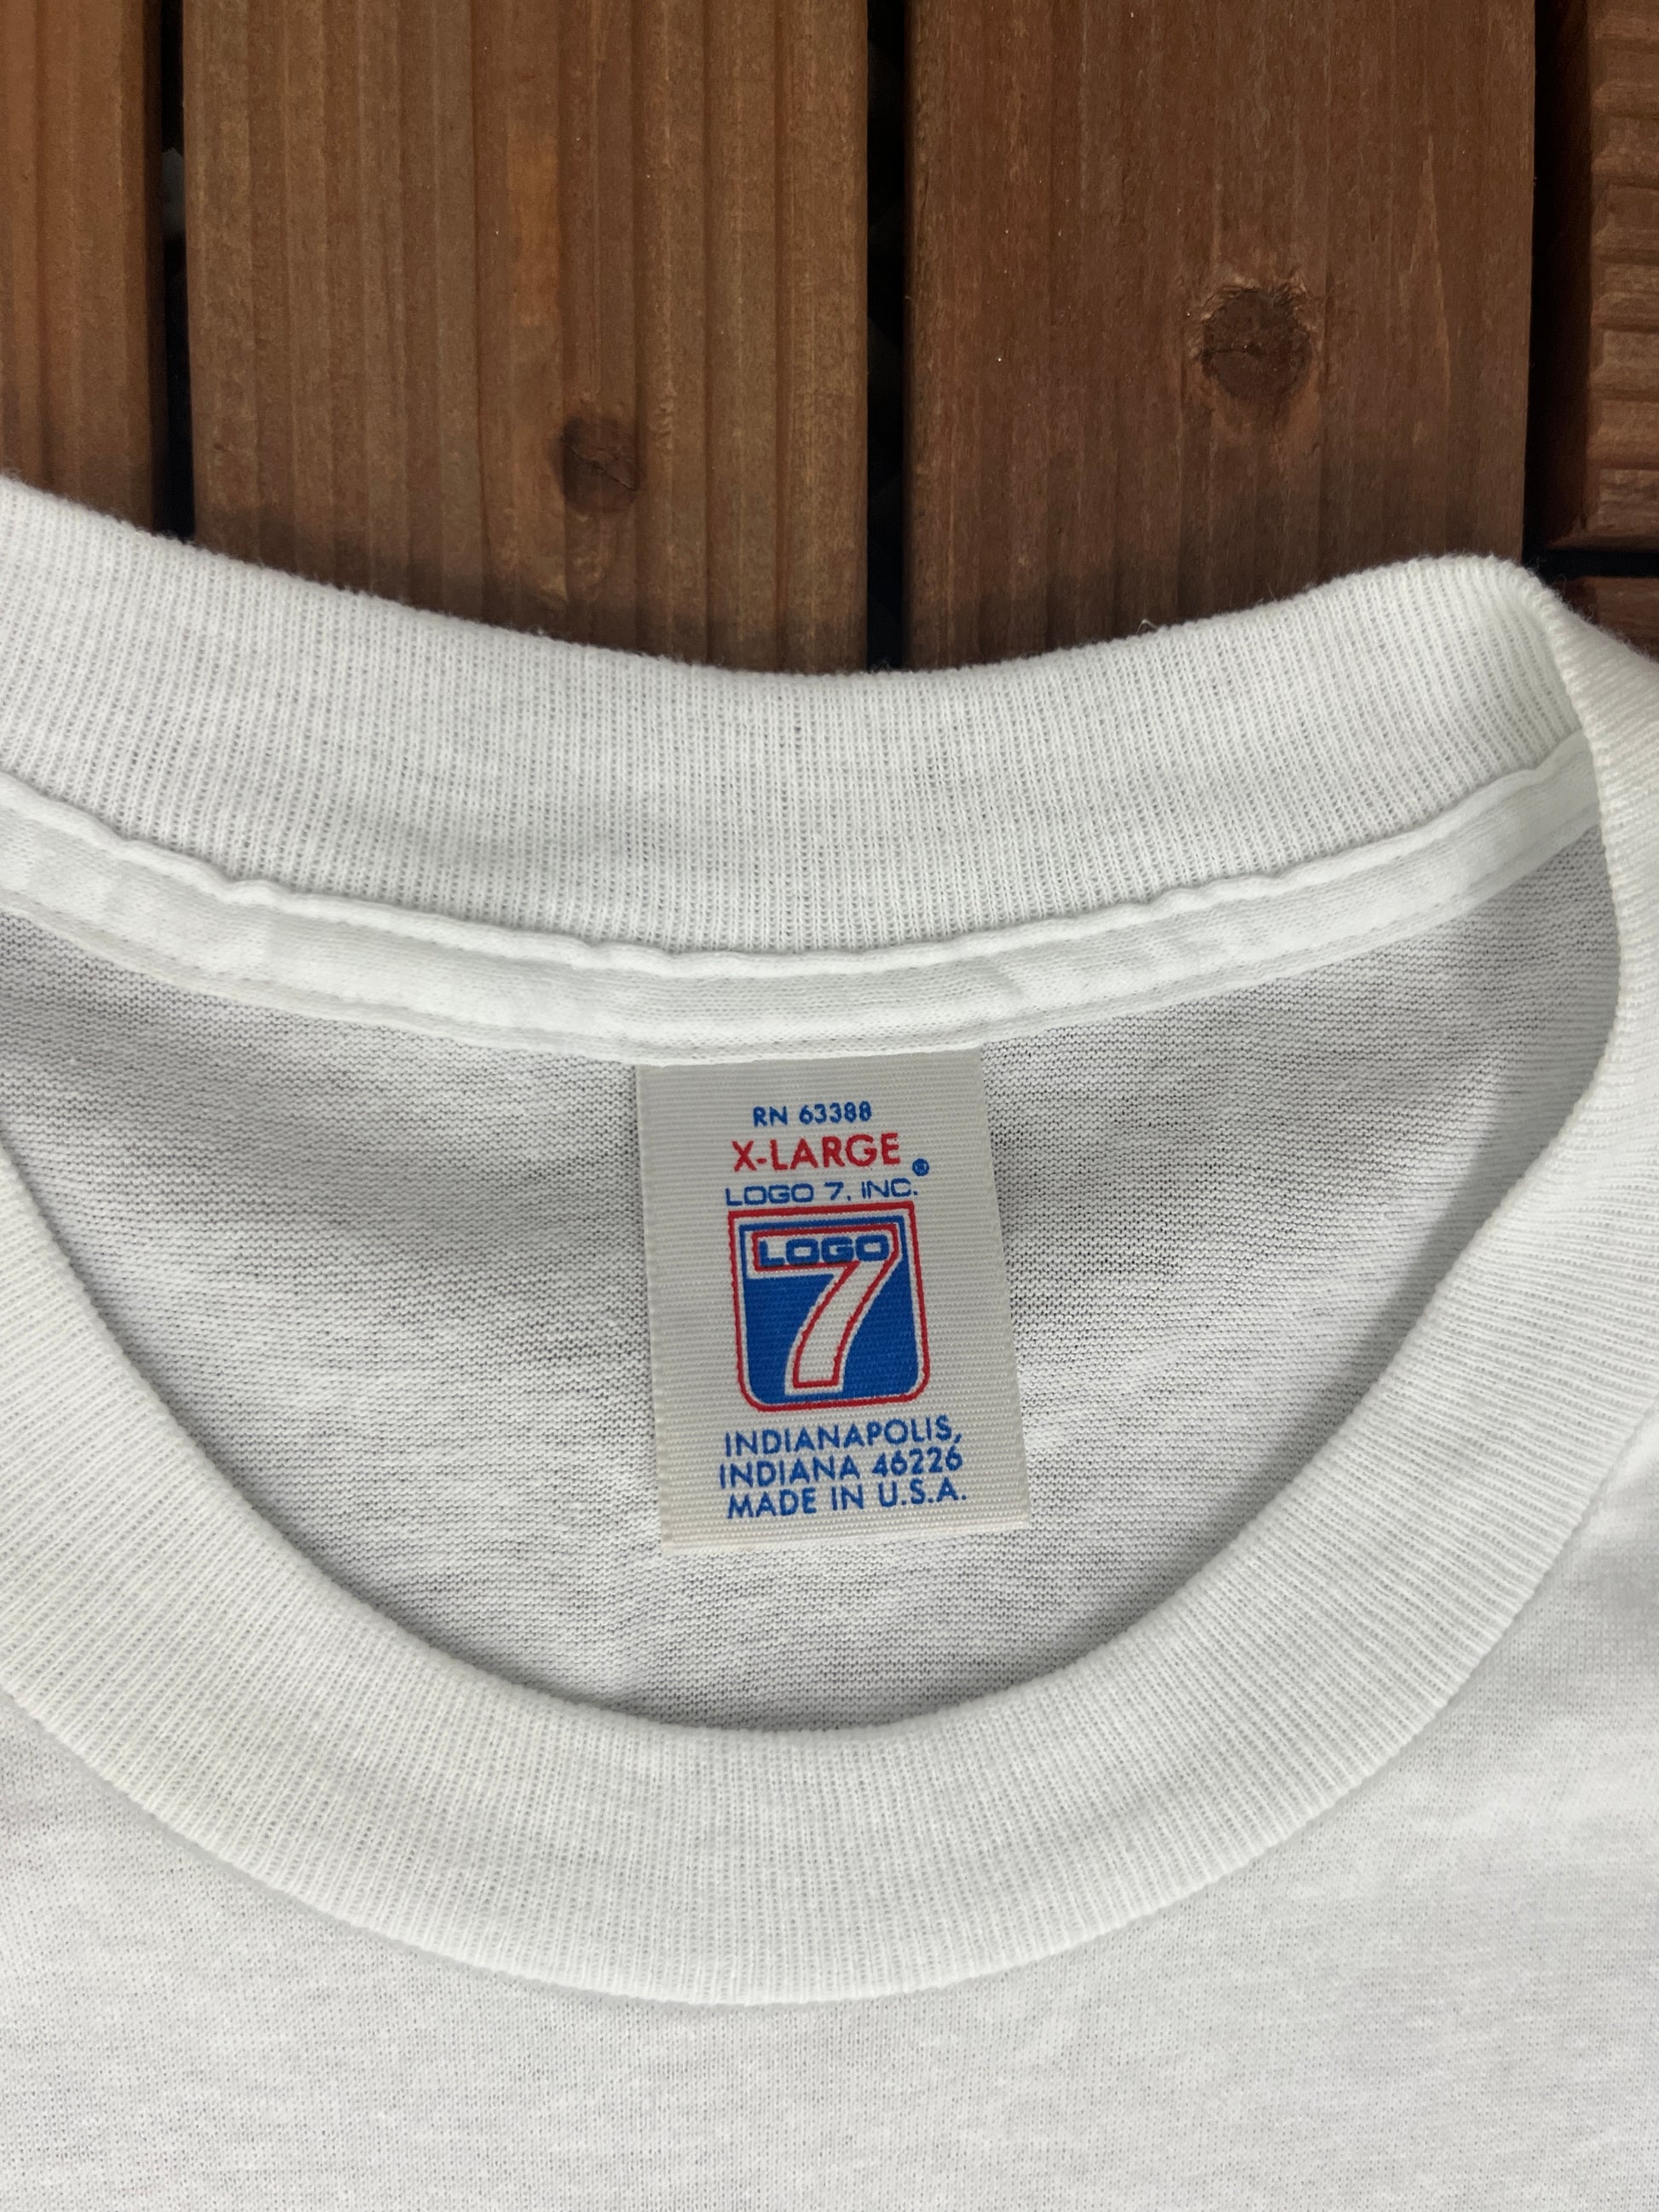 RN 63388
X-LARGE
LOGO 7, INC.®
LOGO
7
INDIANAPOLIS,
INDIANA 46226
MADE IN U.S.A.